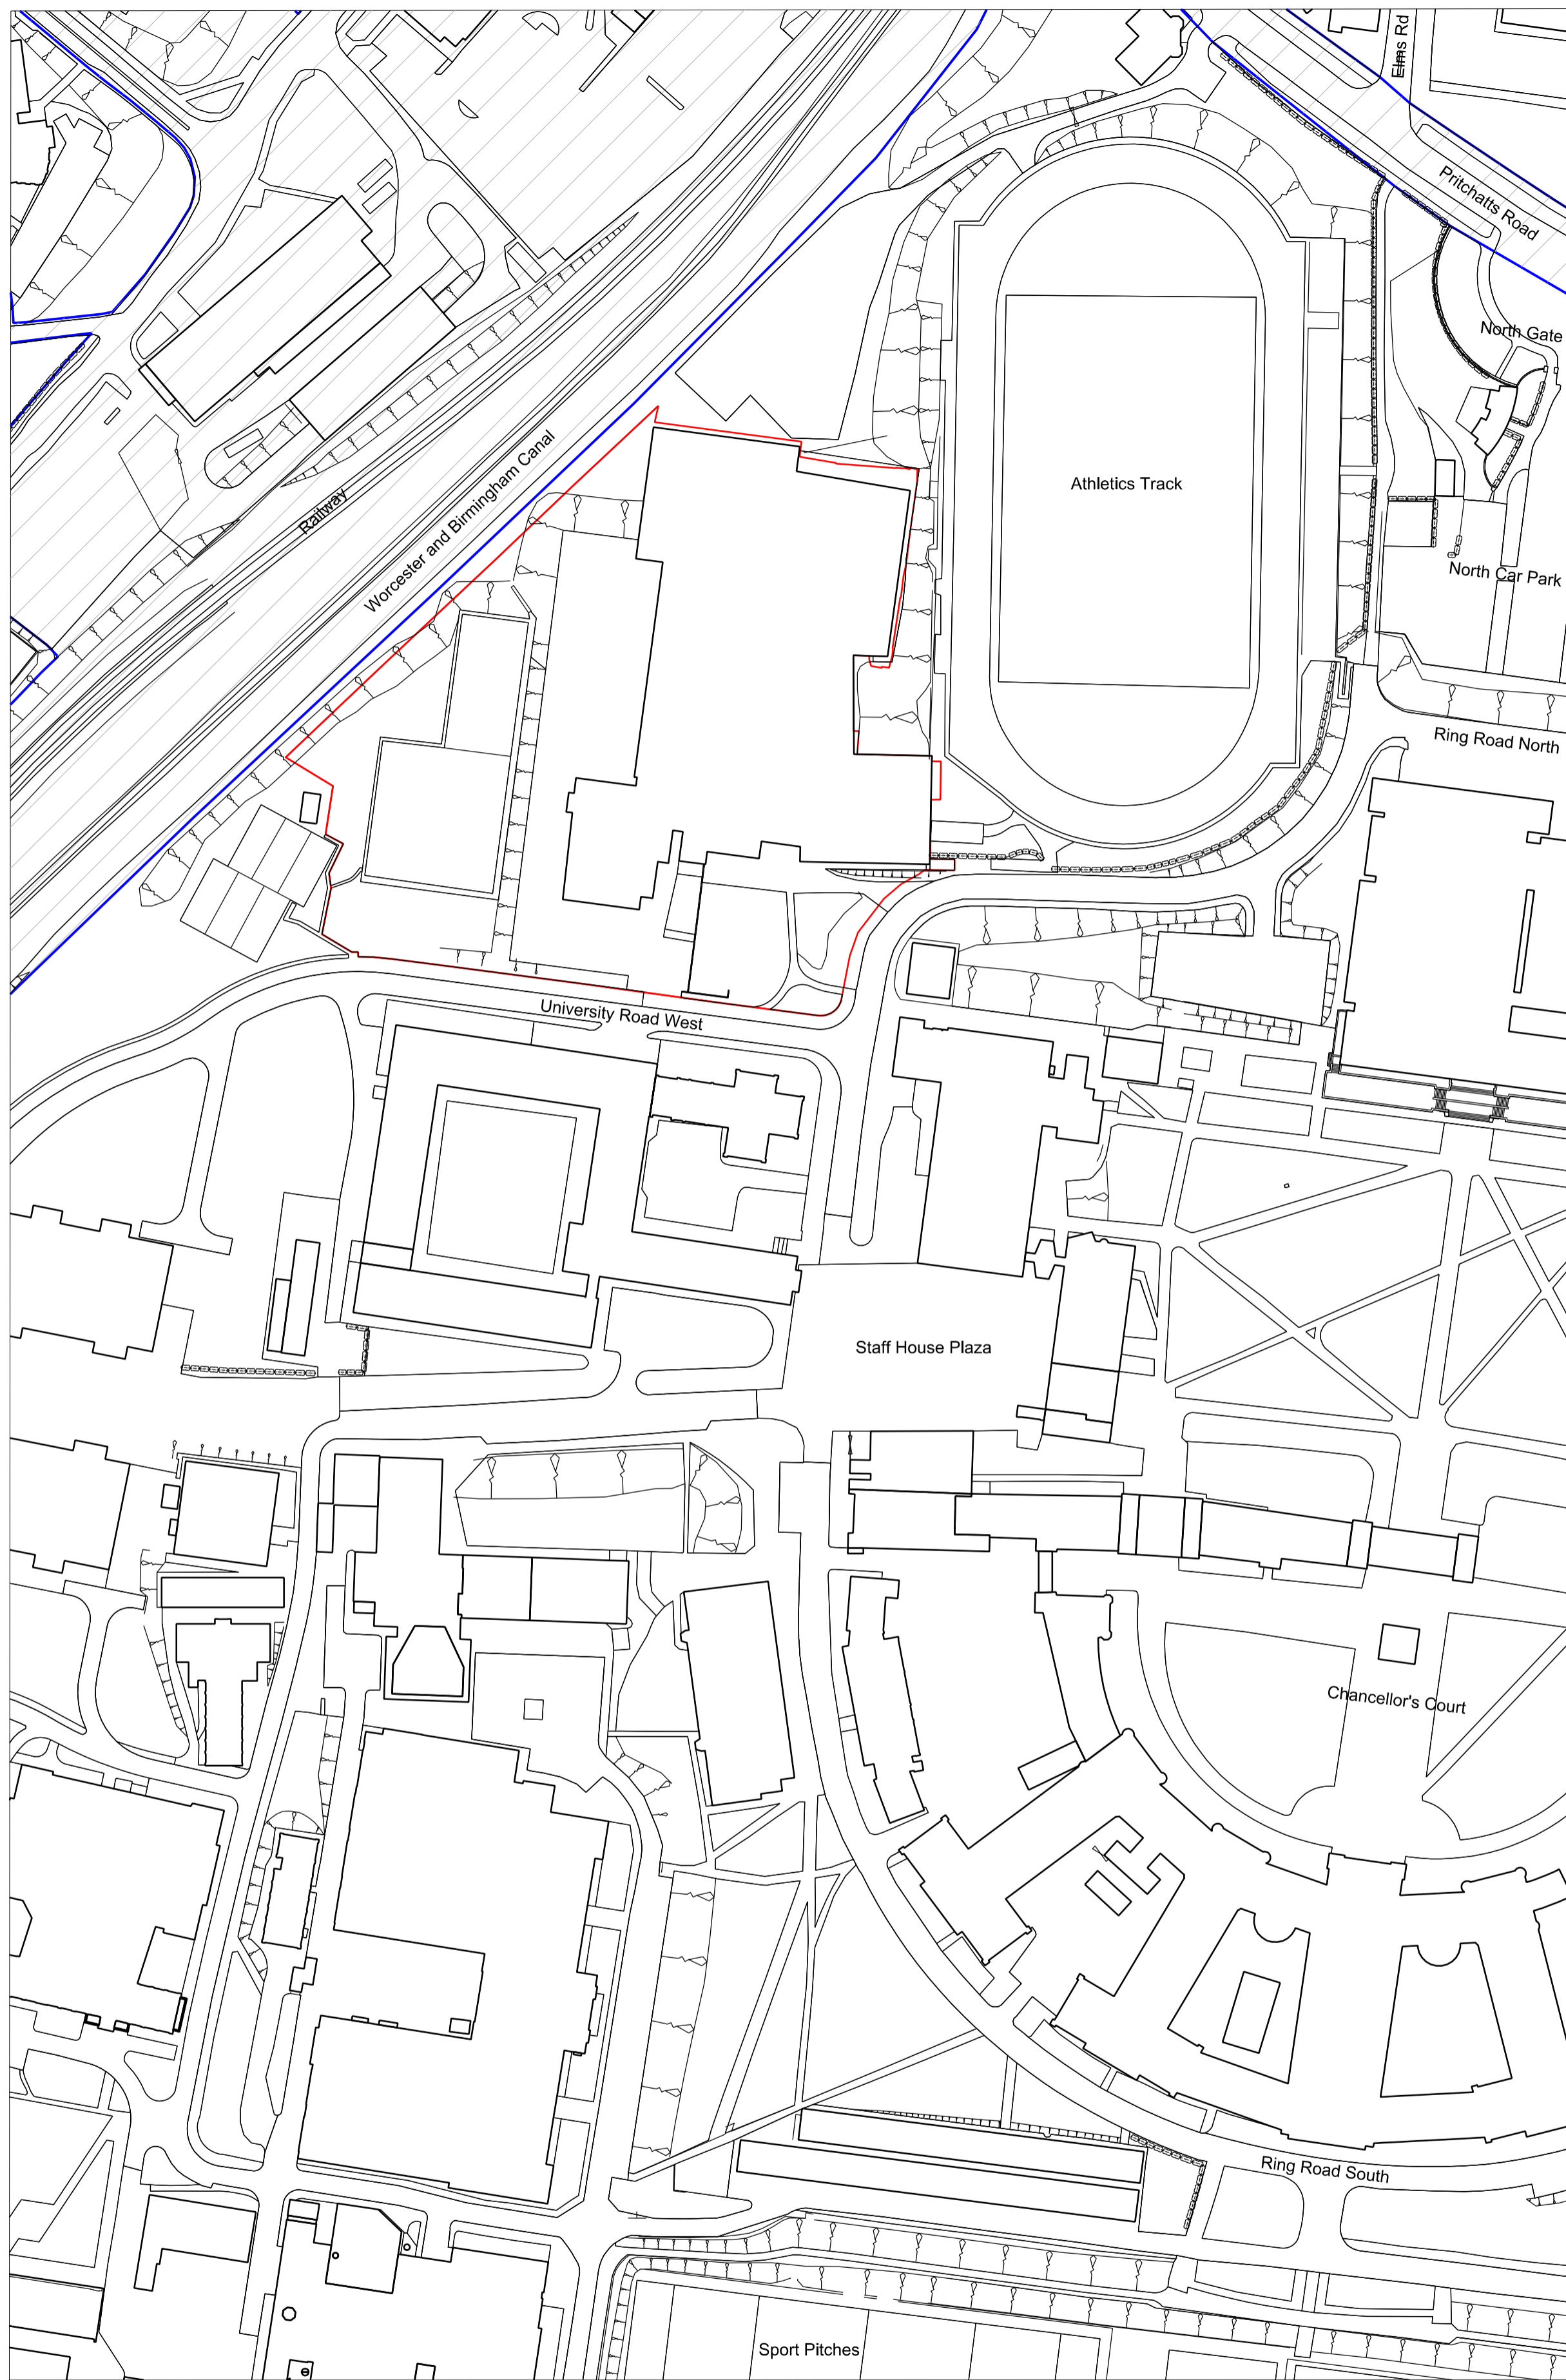 Elms Rd
Pritchatts Road
North Gate
Railway
Worcester and Birmingham Canal
Athletics Track
North Car Park
Ring Road North
University Road West
Staff House Plaza
Chancellor's Court
Ring Road South
Sport Pitches